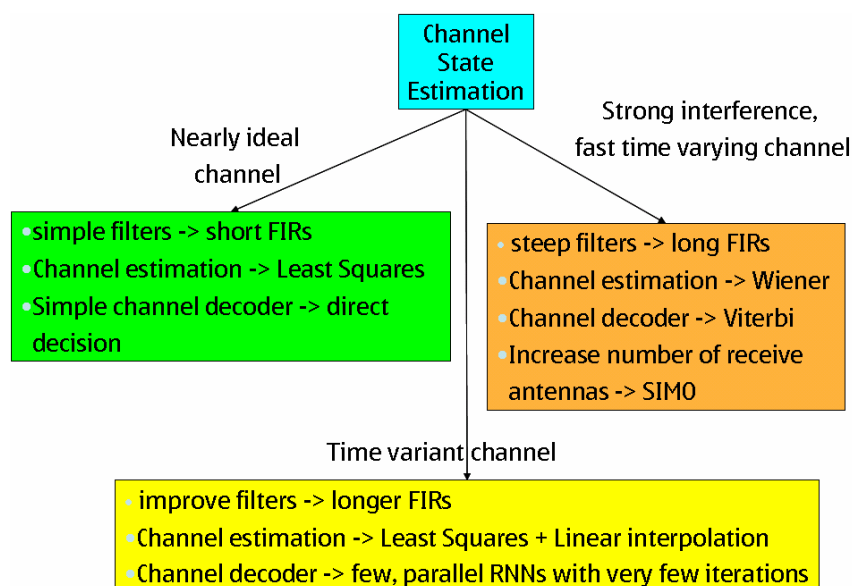 Channel
State
Estimation
Strong interference,
fast time varying channel
Nearly ideal
channel
•simple filters -> short FIRs
•Channel estimation -> Least Squares
•Simple channel decoder -> direct
decision
• steep filters -> long FIRs
•Channel estimation -> Wiener
•Channel decoder -> Viterbi
•Increase number of receive
antennas -> SIMO
Time variant channel
• improve filters -> longer FIRs
•Channel estimation -> Least Squares + Linear interpolation
•Channel decoder -> few, parallel RNNs with very few iterations